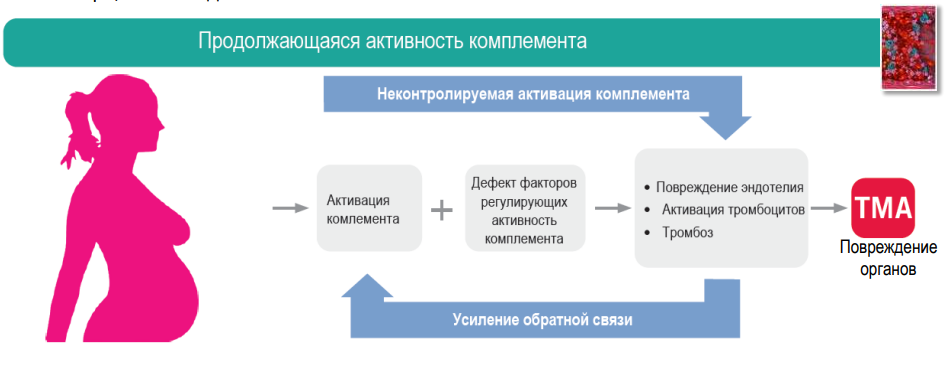 Продолжающаяся активность комплемента
Неконтролируемая активация комплемента
Активация
комлемента
+
Дефект факторов
регулирующих
активность
комплемента
• Повреждение эндотелия
• Активация тромбоцитов
• Тромбоз
ТМА
Повреждение
органов
Усиление обратной связи